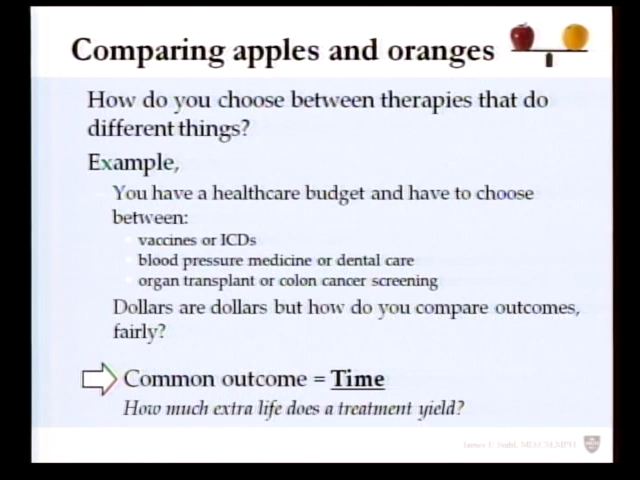 Comparing apples and oranges
How do you choose between therapies that do
different things?
Example,
You have a healthcare budget and have to choose
between:
vaccines or ICDs
blood pressure medicine or dental care
organ transplant or colon cancer screening
Dollars are dollars but how do you compare outcomes,
fairly?
Common outcome = Time
How much extra life does a treatment yield?